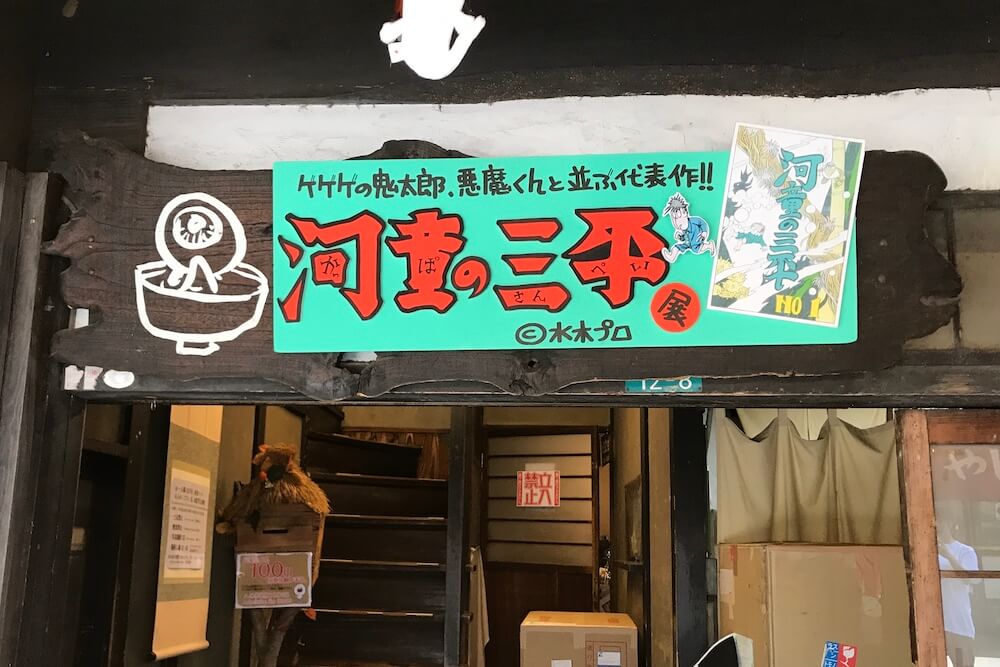 ゲゲゲの鬼太郎、悪魔くんと並ぶ代表作!!
河童の三平
かっぱ さんぺい
展
©水木プロ
河童の三平
NO 1
12 8
立入
禁止
100